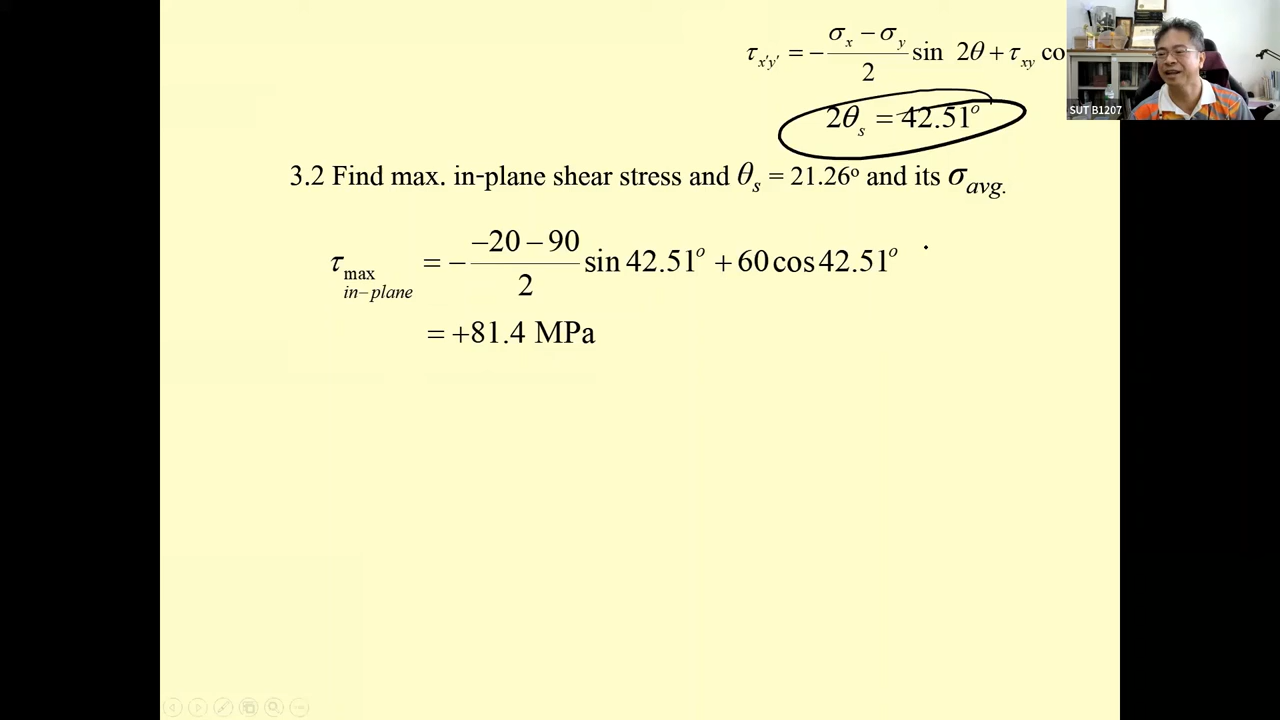 τx'y' = − (σx − σy)/2 sin 2θ + τxy co
2θs = 42.51°
SUT B1207
3.2 Find max. in-plane shear stress and θs = 21.26° and its σavg.
τmax in−plane = − (−20 − 90)/2 sin 42.51° + 60 cos 42.51°
= +81.4 MPa